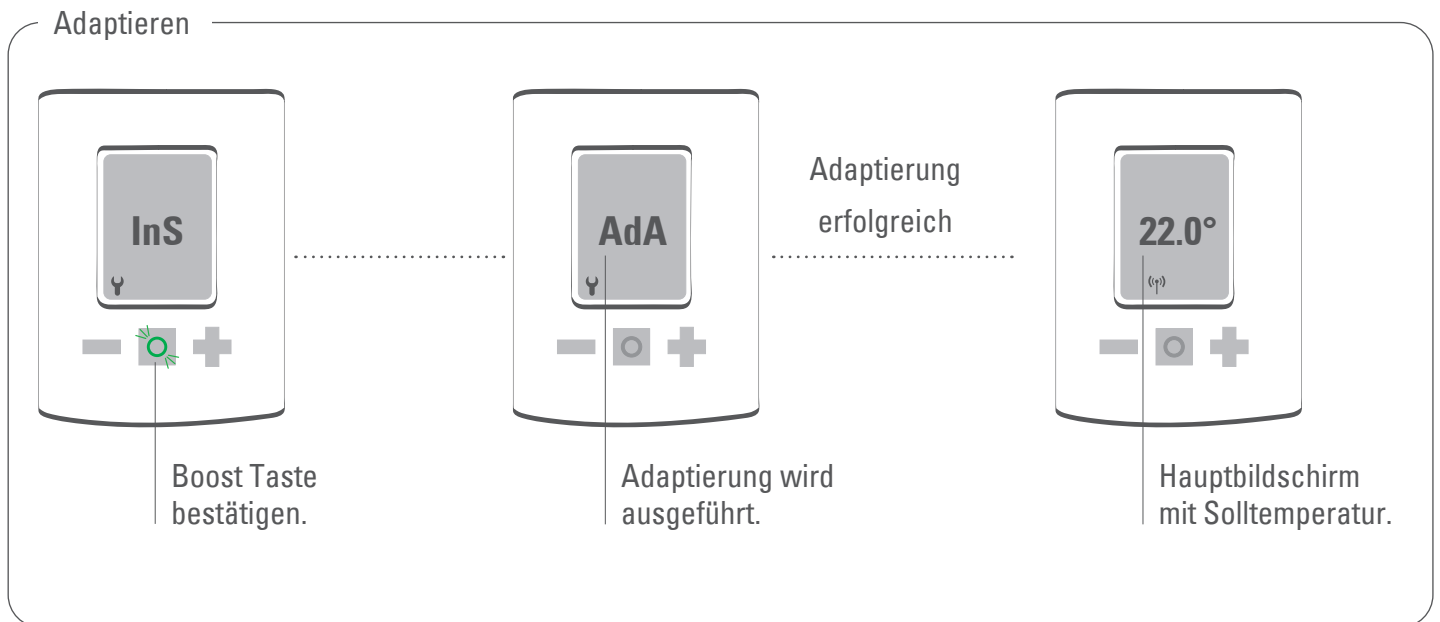 Adaptieren
InS
AdA
Adaptierung
erfolgreich
22.0°
Boost Taste
bestätigen.
Adaptierung wird
ausgeführt.
Hauptbildschirm
mit Solltemperatur.